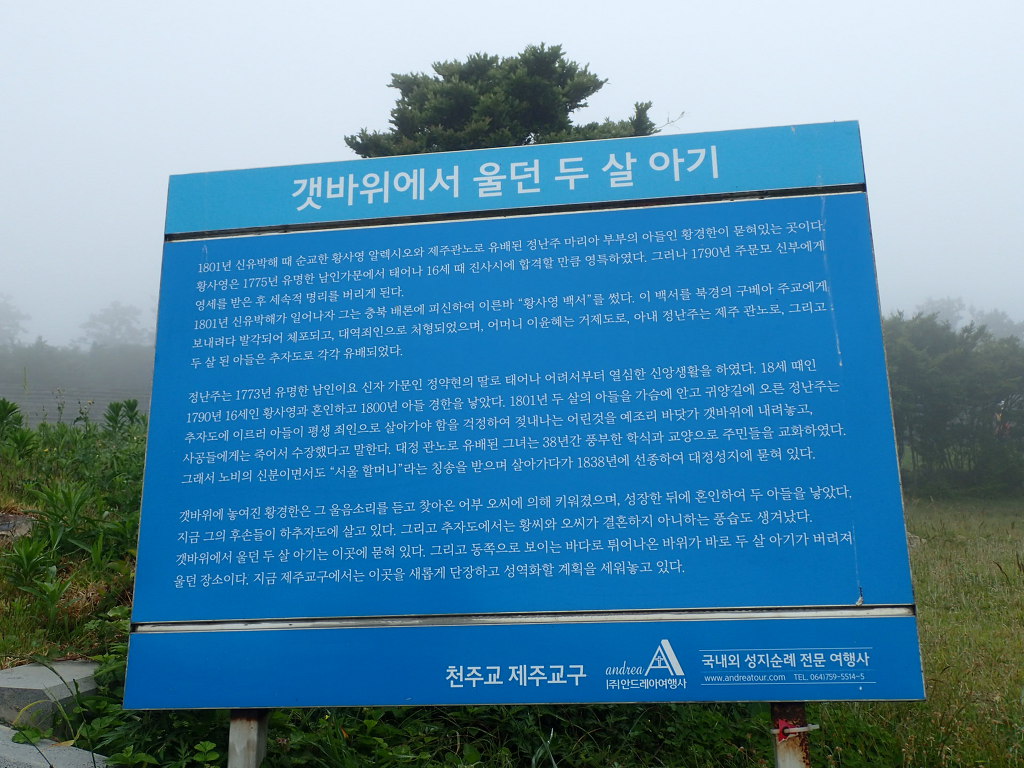 갯바위에서 울던 두 살 아기
1801년 신유박해 때 순교한 황사영 알렉시오와 제주관노로 유배된 정난주 마리아 부부의 아들인 황경한이 묻혀있는 곳이다.
황사영은 1775년 유명한 남인가문에서 태어나 16세 때 진사시에 합격할 만큼 영특하였다. 그러나 1790년 주문모 신부에게
영세를 받은 후 세속적 명리를 버리게 된다.
1801년 신유박해가 일어나자 그는 충북 배론에 피신하여 이른바 “황사영 백서”를 썼다. 이 백서를 북경의 구베아 주교에게
보내려다 발각되어 체포되고, 대역죄인으로 처형되었으며, 어머니 이윤혜는 거제도로, 아내 정난주는 제주 관노로, 그리고
두 살 된 아들은 추자도로 각각 유배되었다.
정난주는 1773년 유명한 남인이요 신자 가문인 정약현의 딸로 태어나 어려서부터 열심한 신앙생활을 하였다. 18세 때인
1790년 16세인 황사영과 혼인하고 1800년 아들 경한을 낳았다. 1801년 두 살의 아들을 가슴에 안고 귀양길에 오른 정난주는
추자도에 이르러 아들이 평생 죄인으로 살아가야 함을 걱정하여 젖내나는 어린것을 예조리 바닷가 갯바위에 내려놓고,
사공들에게는 죽어서 수장했다고 말한다. 대정 관노로 유배된 그녀는 38년간 풍부한 학식과 교양으로 주민들을 교화하였다.
그래서 노비의 신분이면서도 “서울 할머니”라는 칭송을 받으며 살아가다가 1838년에 선종하여 대정성지에 묻혀 있다.
갯바위에 놓여진 황경한은 그 울음소리를 듣고 찾아온 어부 오씨에 의해 키워졌으며, 성장한 뒤에 혼인하여 두 아들을 낳았다.
지금 그의 후손들이 하추자도에 살고 있다. 그리고 추자도에서는 황씨와 오씨가 결혼하지 아니하는 풍습도 생겨났다.
갯바위에서 울던 두 살 아기는 이곳에 묻혀 있다. 그리고 동쪽으로 보이는 바다로 튀어나온 바위가 바로 두 살 아기가 버려져
울던 장소이다. 지금 제주교구에서는 이곳을 새롭게 단장하고 성역화할 계획을 세워놓고 있다.
천주교 제주교구
andrea
(주)안드레아여행사
국내외 성지순례 전문 여행사
www.andreatour.com TEL. 064)759-5514~5